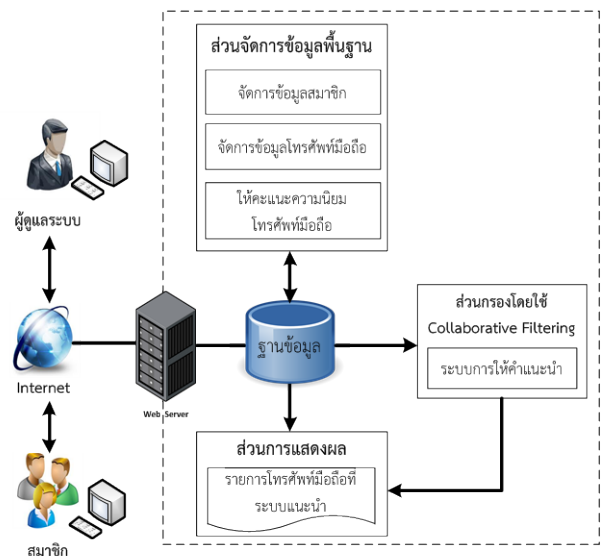 ส่วนจัดการข้อมูลพื้นฐาน
จัดการข้อมูลสมาชิก
จัดการข้อมูลโทรศัพท์มือถือ
ให้คะแนะความนิยม
โทรศัพท์มือถือ
ผู้ดูแลระบบ
Internet
Web Server
ฐานข้อมูล
ส่วนกรองโดยใช้
Collaborative Filtering
ระบบการให้คำแนะนำ
ส่วนการแสดงผล
รายการโทรศัพท์มือถือที่
ระบบแนะนำ
สมาชิก